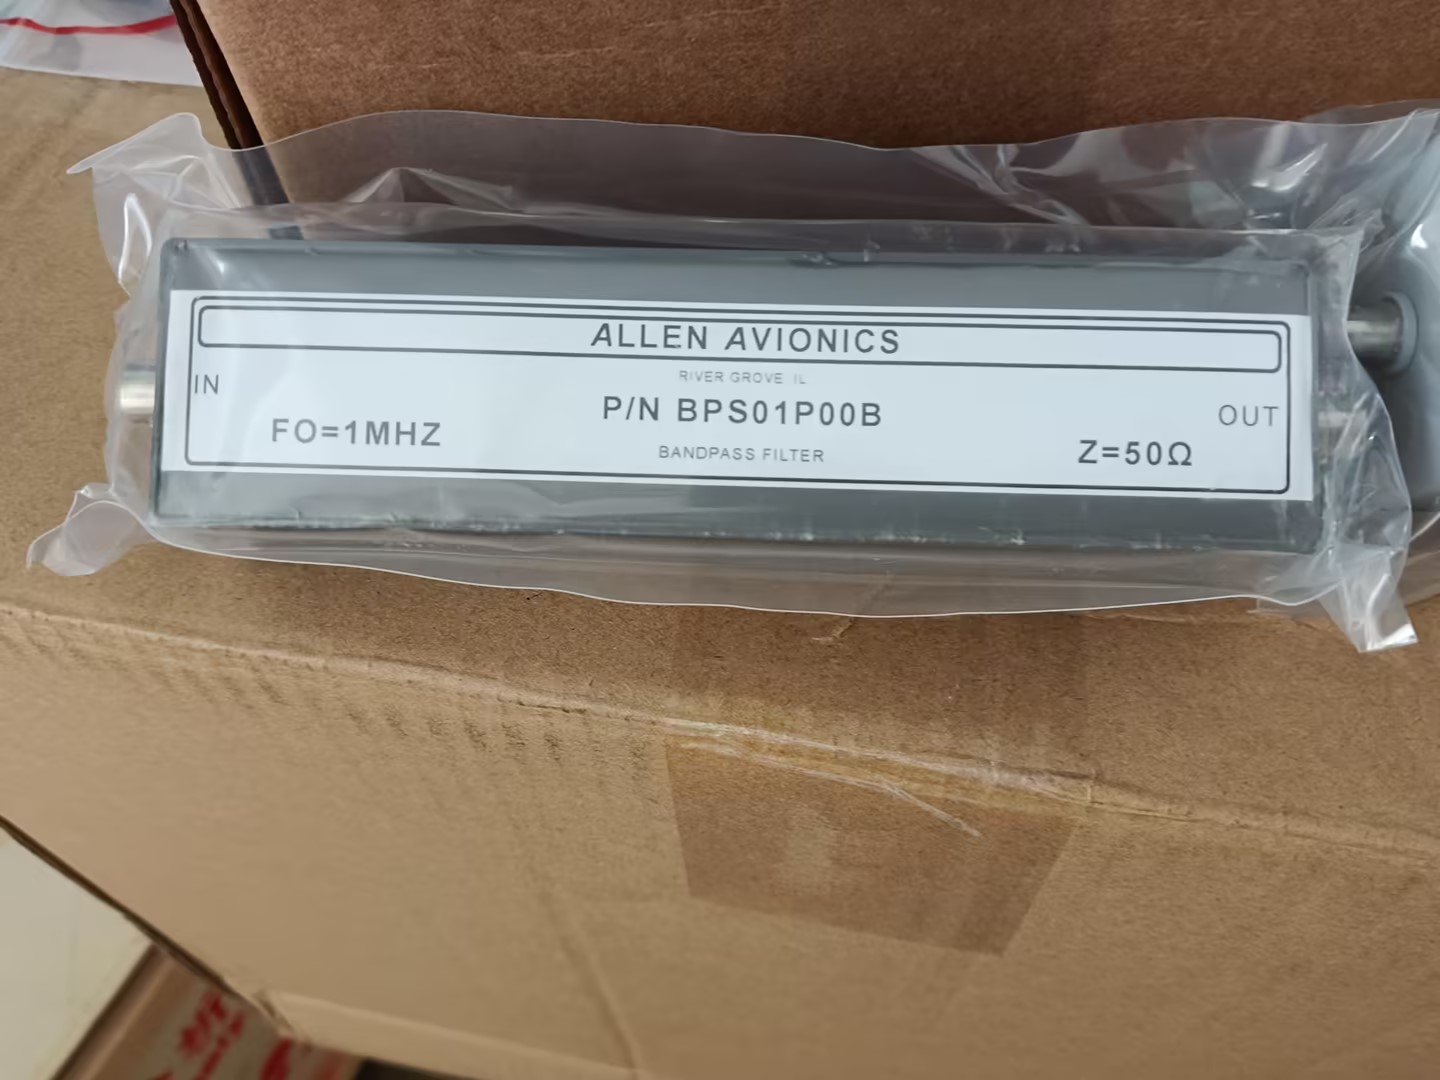 ALLEN AVIONICS
RIVER GROVE IL
IN
P/N BPS01P00B
OUT
FO=1MHZ
BANDPASS FILTER
Z=50Ω